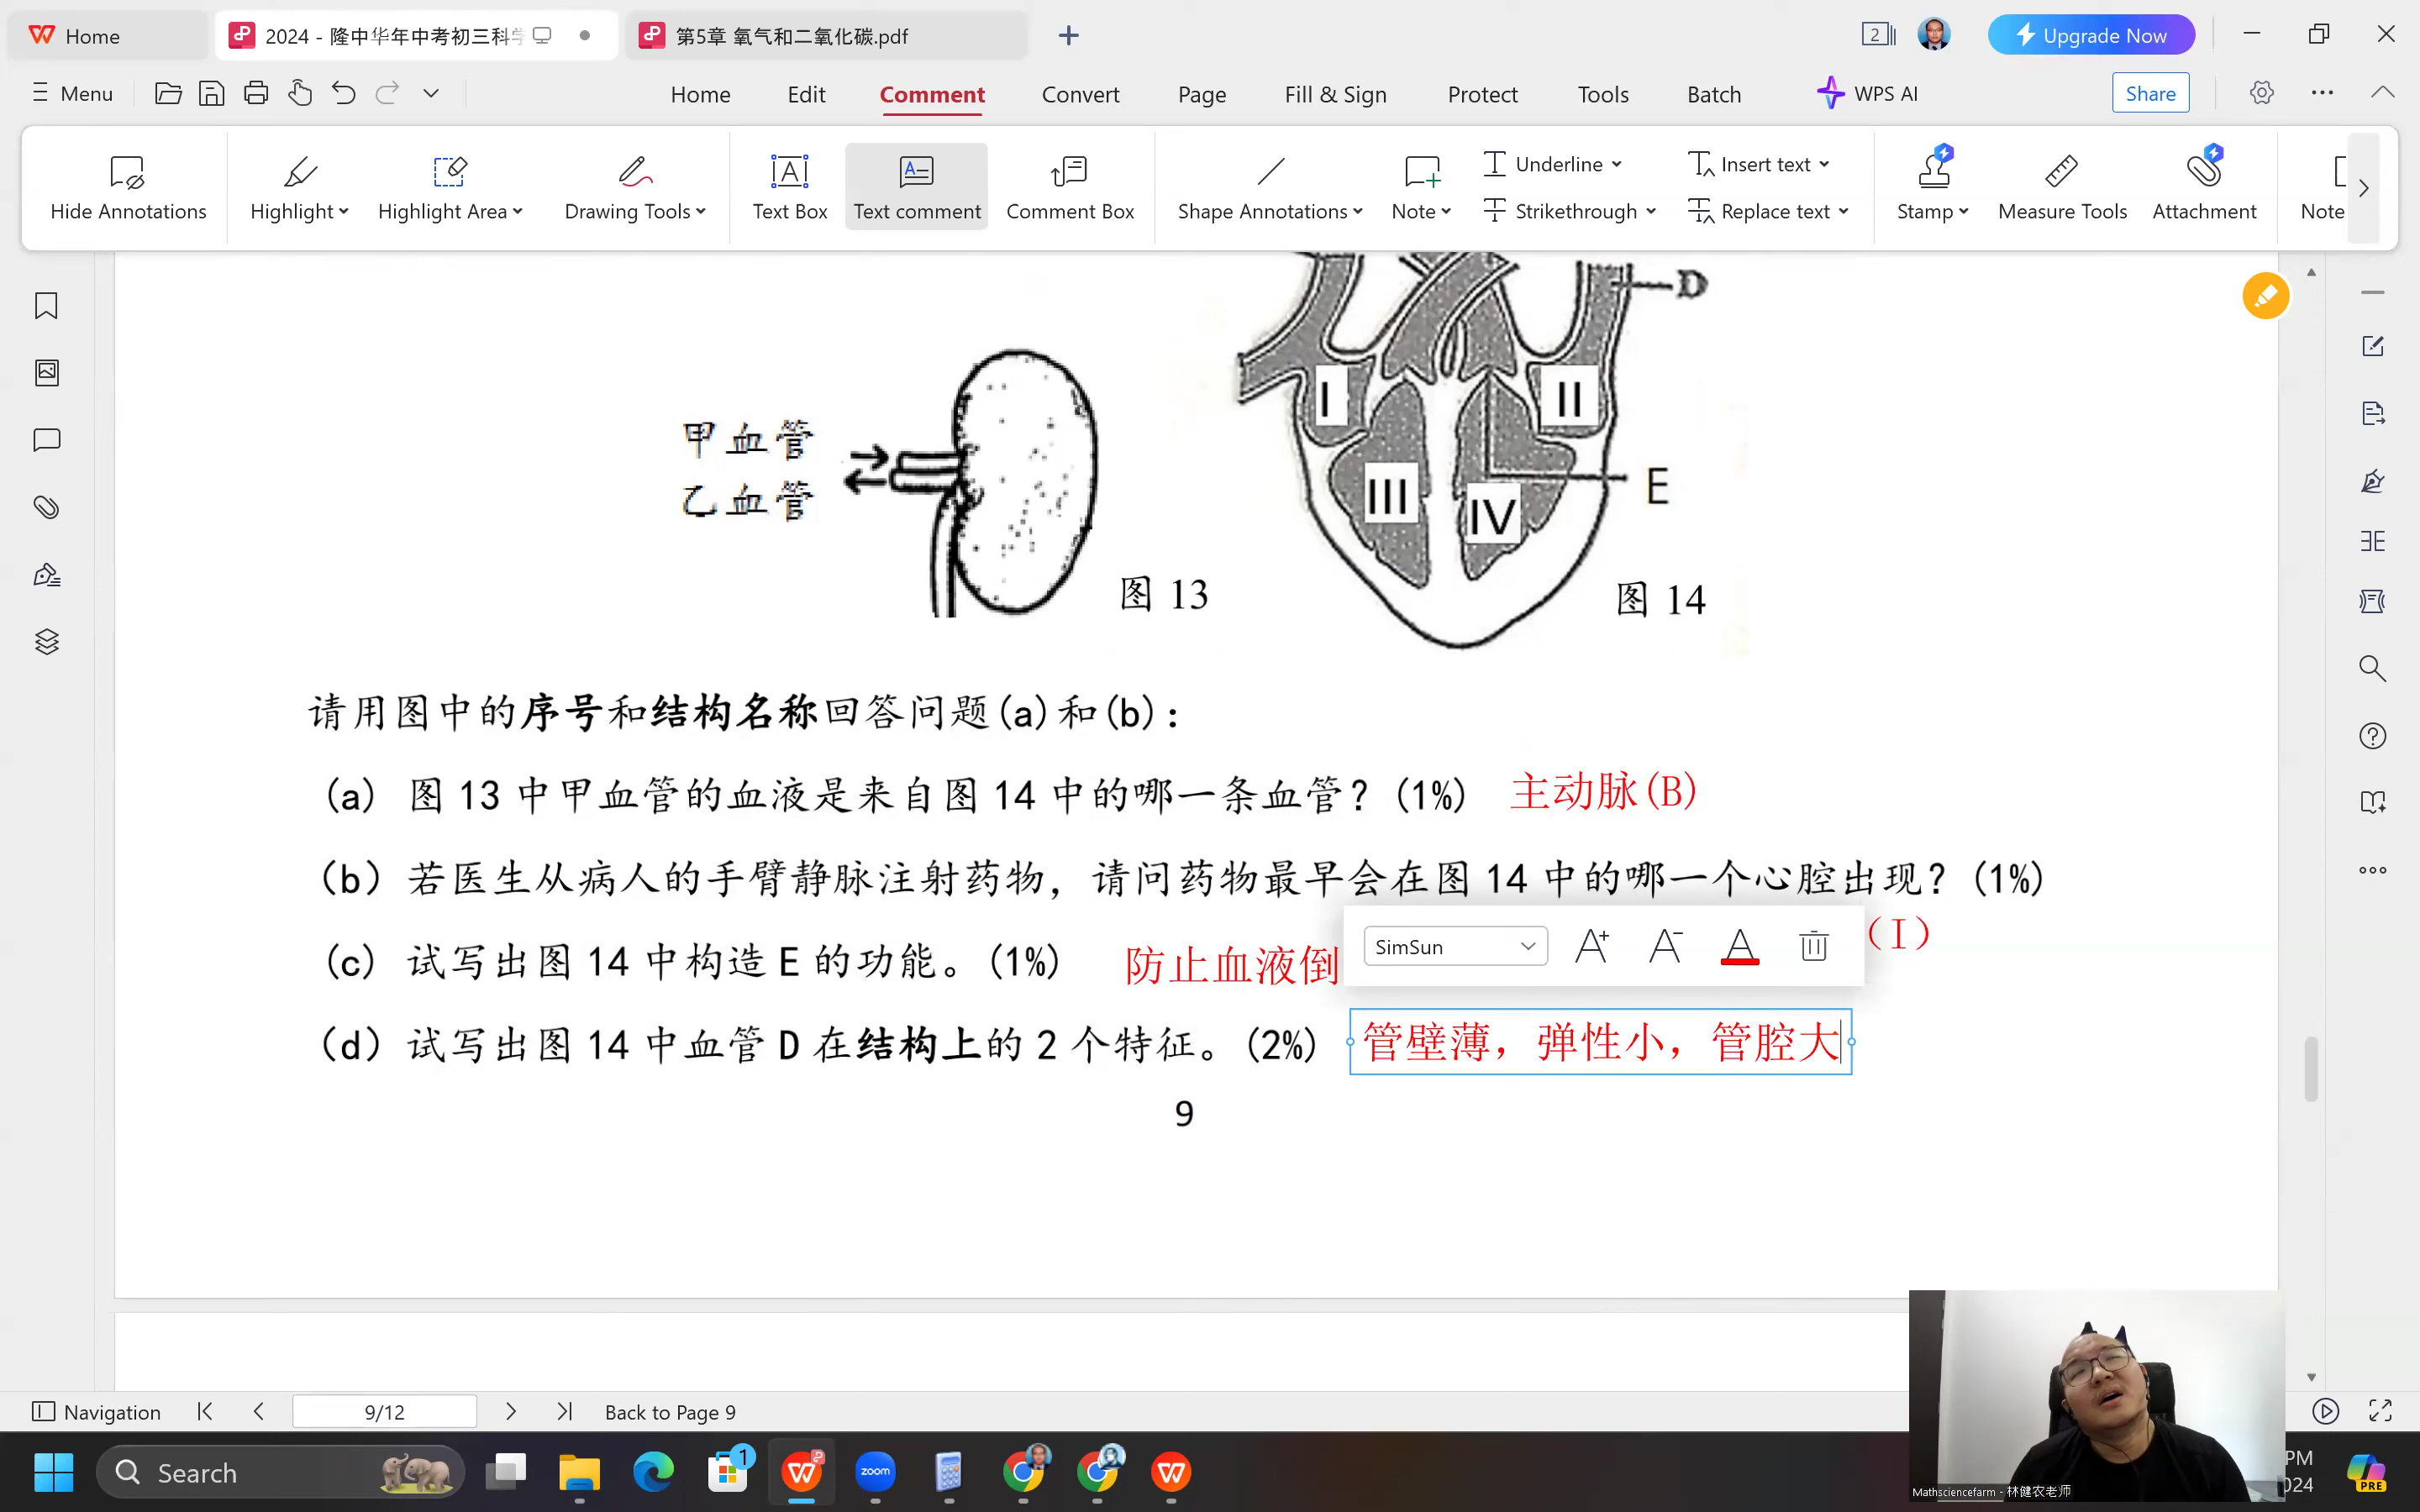 Home
2024 - 隆中华年中考初三科学
第5章 氧气和二氧化碳.pdf
2
Upgrade Now
Menu
Home
Edit
Comment
Convert
Page
Fill & Sign
Protect
Tools
Batch
WPS AI
Share
Hide Annotations
Highlight
Highlight Area
Drawing Tools
Text Box
Text comment
Comment Box
Shape Annotations
Note
Underline
Strikethrough
Insert text
Replace text
Stamp
Measure Tools
Attachment
Note
甲血管
乙血管
图 13
D
I
II
III
IV
E
图 14
请用图中的序号和结构名称回答问题(a)和(b):
(a) 图 13 中甲血管的血液是来自图 14 中的哪一条血管? (1%) 主动脉(B)
(b) 若医生从病人的手臂静脉注射药物, 请问药物最早会在图 14 中的哪一个心腔出现? (1%)
(I)
SimSun
(c) 试写出图 14 中构造 E 的功能。(1%) 防止血液倒
(d) 试写出图 14 中血管 D 在结构上的 2 个特征。(2%) 管壁薄, 弹性小, 管腔大
9
Navigation
9/12
Back to Page 9
Search
1
zoom
PM
024
PRE
Mathsciencefarm - 林健农老师